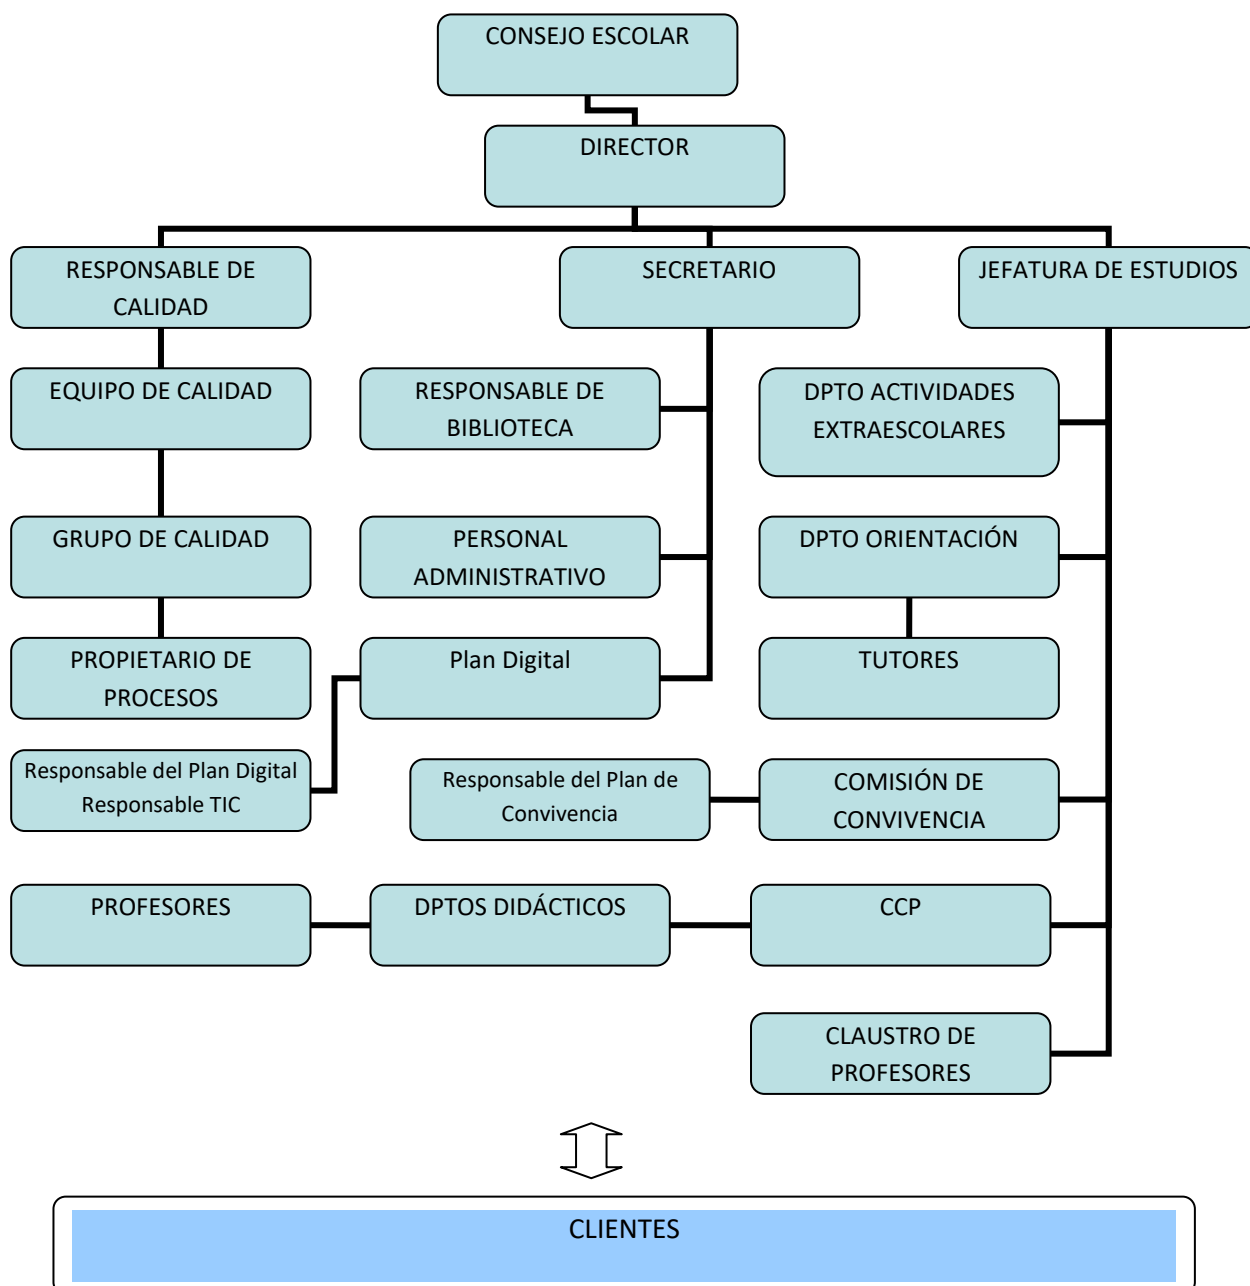 CONSEJO ESCOLAR
DIRECTOR
RESPONSABLE DE
CALIDAD
SECRETARIO
JEFATURA DE ESTUDIOS
EQUIPO DE CALIDAD
RESPONSABLE DE
BIBLIOTECA
DPTO ACTIVIDADES
EXTRAESCOLARES
GRUPO DE CALIDAD
PERSONAL
ADMINISTRATIVO
DPTO ORIENTACIÓN
PROPIETARIO DE
PROCESOS
Plan Digital
TUTORES
Responsable del Plan Digital
Responsable TIC
Responsable del Plan de
Convivencia
COMISIÓN DE
CONVIVENCIA
PROFESORES
DPTOS DIDÁCTICOS
CCP
CLAUSTRO DE
PROFESORES
CLIENTES